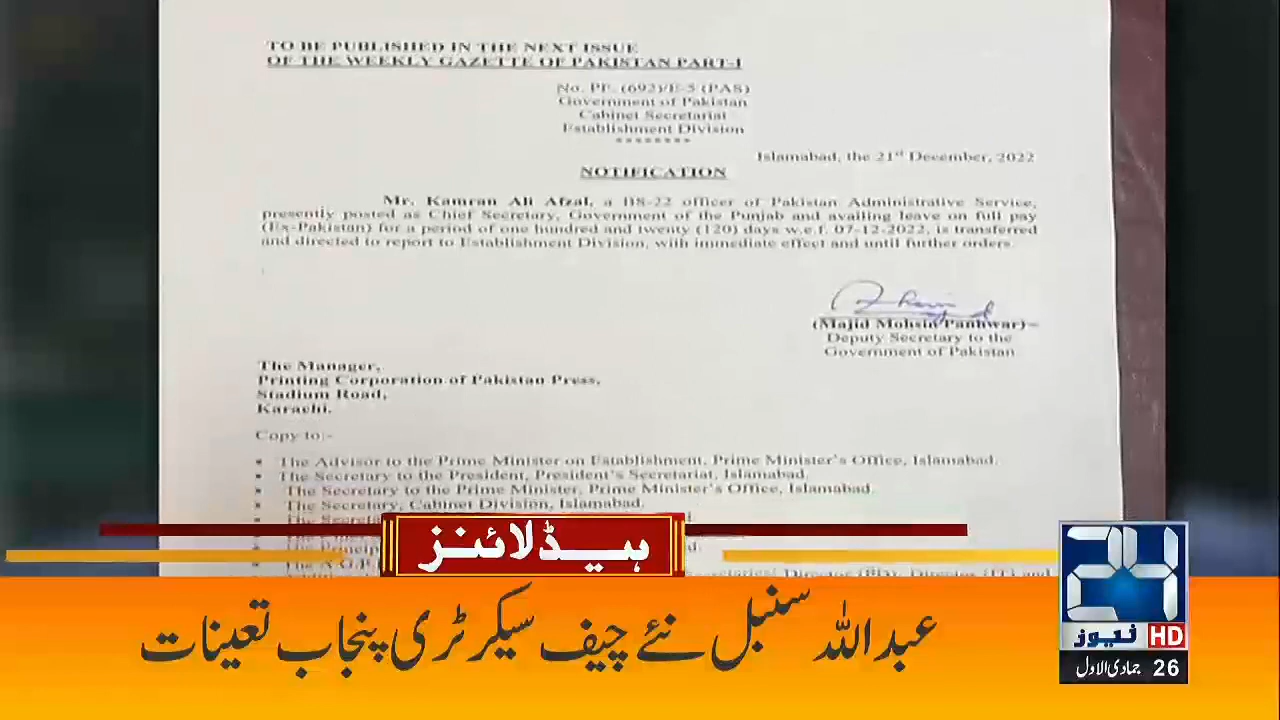 TO BE PUBLISHED IN THE NEXT ISSUE
OF THE WEEKLY GAZETTE OF PAKISTAN PART-I
No. PF. (692)/E-5 (PAS)
Government of Pakistan
Cabinet Secretariat
Establishment Division
********
Islamabad, the 21st December, 2022
NOTIFICATION
Mr. Kamran Ali Afzal, a BS-22 officer of Pakistan Administrative Service,
presently posted as Chief Secretary, Government of the Punjab and availing leave on full pay
(Ex-Pakistan) for a period of one hundred and twenty (120) days w.e.f. 07-12-2022, is transferred
and directed to report to Establishment Division, with immediate effect and until further orders.
(Majid Mohsin Panhwar)
Deputy Secretary to the
Government of Pakistan
The Manager,
Printing Corporation of Pakistan Press,
Stadium Road,
Karachi.
Copy to:-
• The Advisor to the Prime Minister on Establishment, Prime Minister's Office, Islamabad.
• The Secretary to the President, President's Secretariat, Islamabad.
• The Secretary to the Prime Minister, Prime Minister's Office, Islamabad.
• The Secretary, Cabinet Division, Islamabad.
ہیڈلائنز
عبداللہ سنبل نئے چیف سیکرٹری پنجاب تعینات
24
نیوز HD
26 جمادی الاول